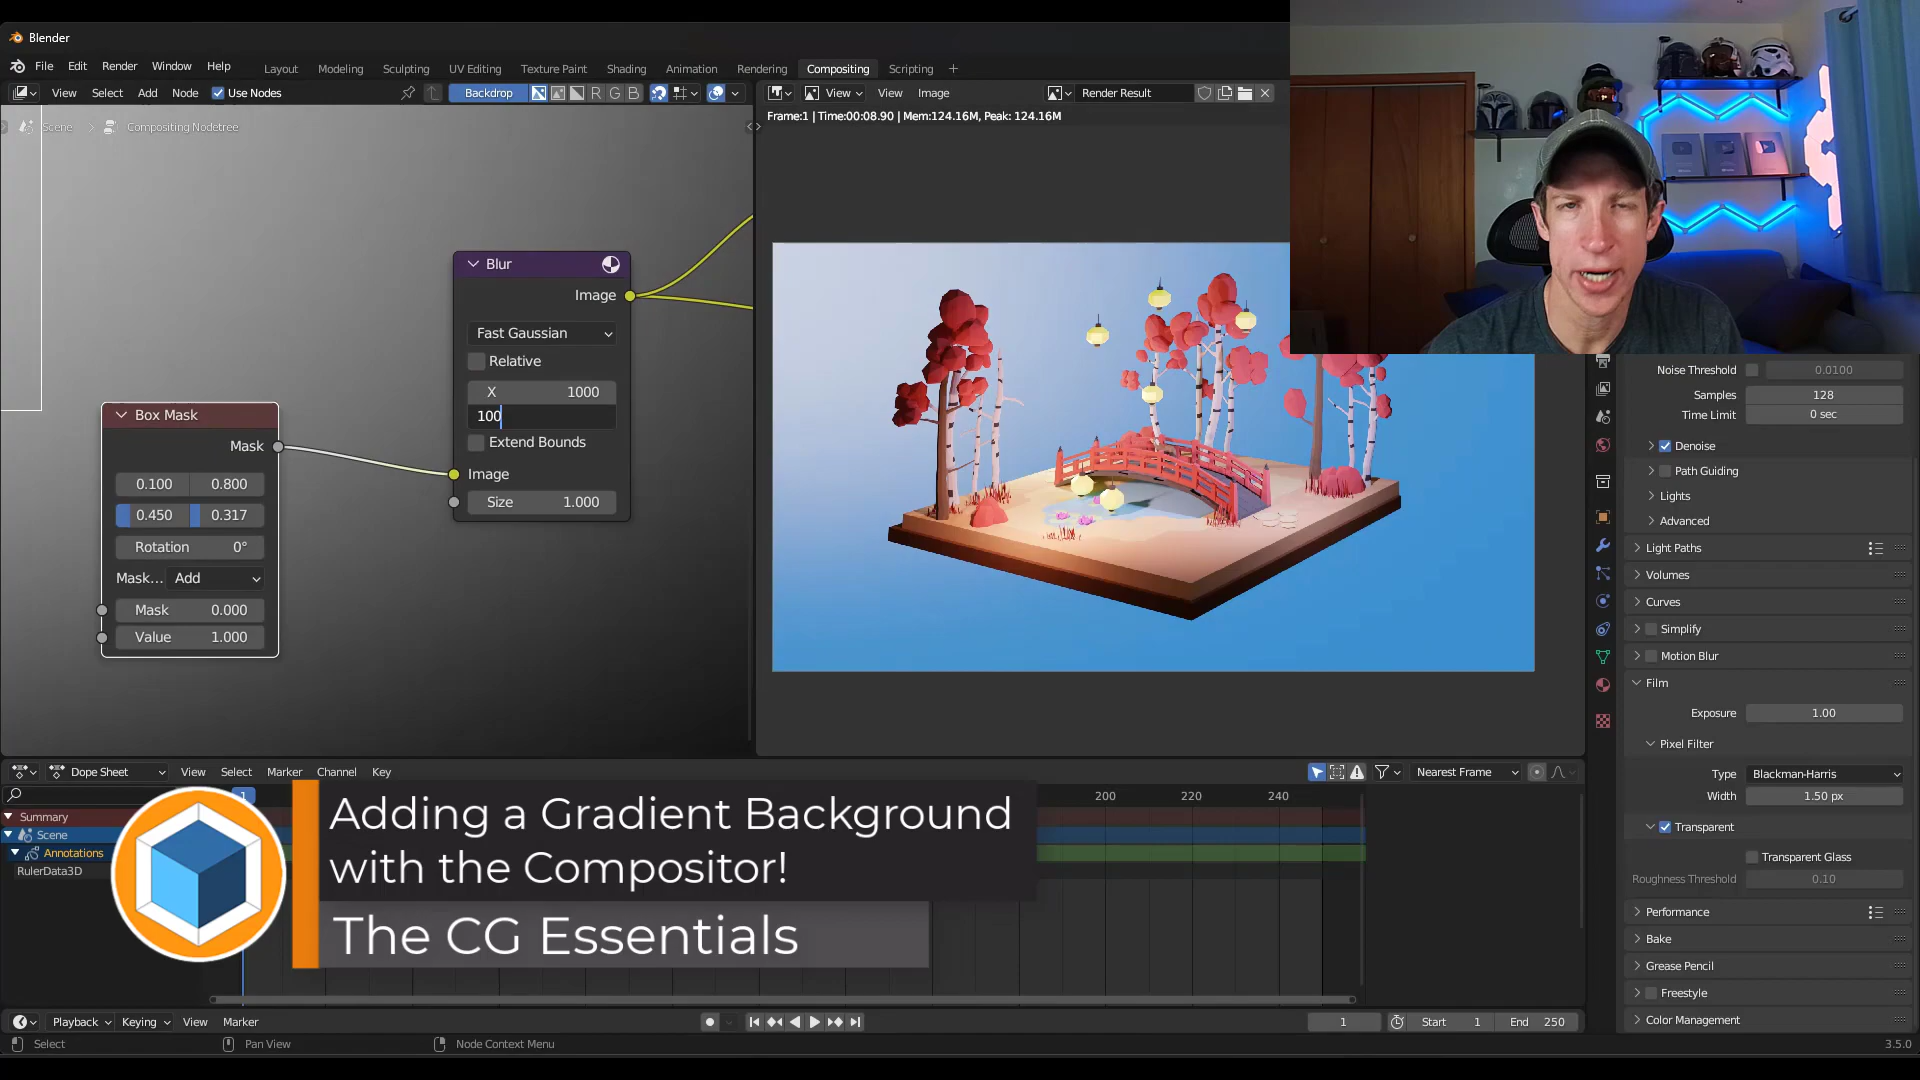 Blender
File Edit Render Window Help
Layout Modeling Sculpting UV Editing Texture Paint Shading Animation Rendering Compositing Scripting +
View Select Add Node Use Nodes Backdrop R G B
View View Image Render Result
Scene > Compositing Nodetree
Frame:1 | Time:00:08.90 | Mem:124.16M, Peak: 124.16M
Blur
Image
Fast Gaussian
Relative
X 1000
100
Extend Bounds
Image
Size 1.000
Box Mask
Mask
0.100 0.800
0.450 0.317
Rotation 0°
Mask... Add
Mask 0.000
Value 1.000
Noise Threshold 0.0100
Samples 128
Time Limit 0 sec
Denoise
Path Guiding
Lights
Advanced
Light Paths
Volumes
Curves
Simplify
Motion Blur
Film
Exposure 1.00
Pixel Filter
Type Blackman-Harris
Width 1.50 px
Transparent
Transparent Glass
Roughness Threshold 0.10
Performance
Bake
Grease Pencil
Freestyle
Color Management
Dope Sheet View Select Marker Channel Key Nearest Frame
1 200 220 240
Summary
Scene
Annotations
RulerData3D
Adding a Gradient Background
with the Compositor!
The CG Essentials
Playback Keying View Marker 1 Start 1 End 250
Select Pan View Node Context Menu 3.5.0